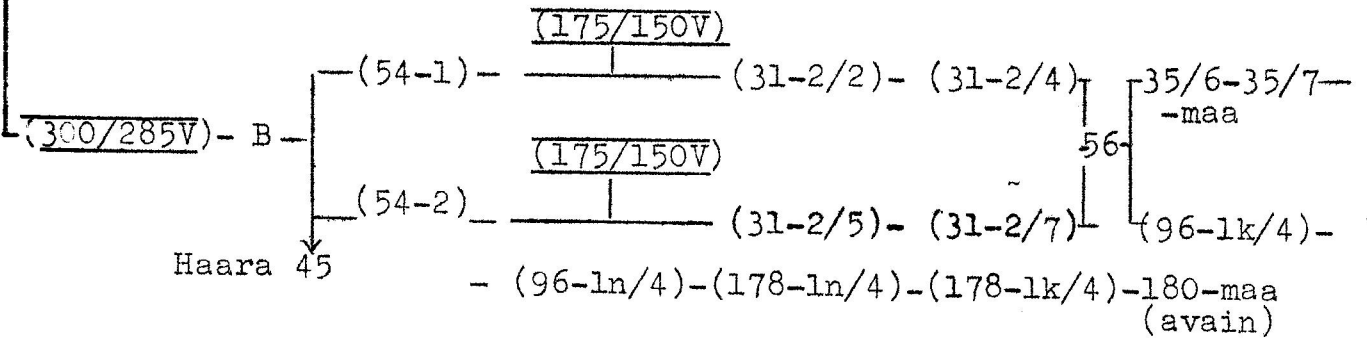 (175/150V)
(54-1)- (31-2/2)- (31-2/4) 35/6-35/7-
-maa
(300/285V)- B - 56-
(175/150V)
(54-2)- (31-2/5)- (31-2/7)- (96-1k/4)-
Haara 45
- (96-1n/4)-(178-1n/4)-(178-1k/4)-180-maa
(avain)